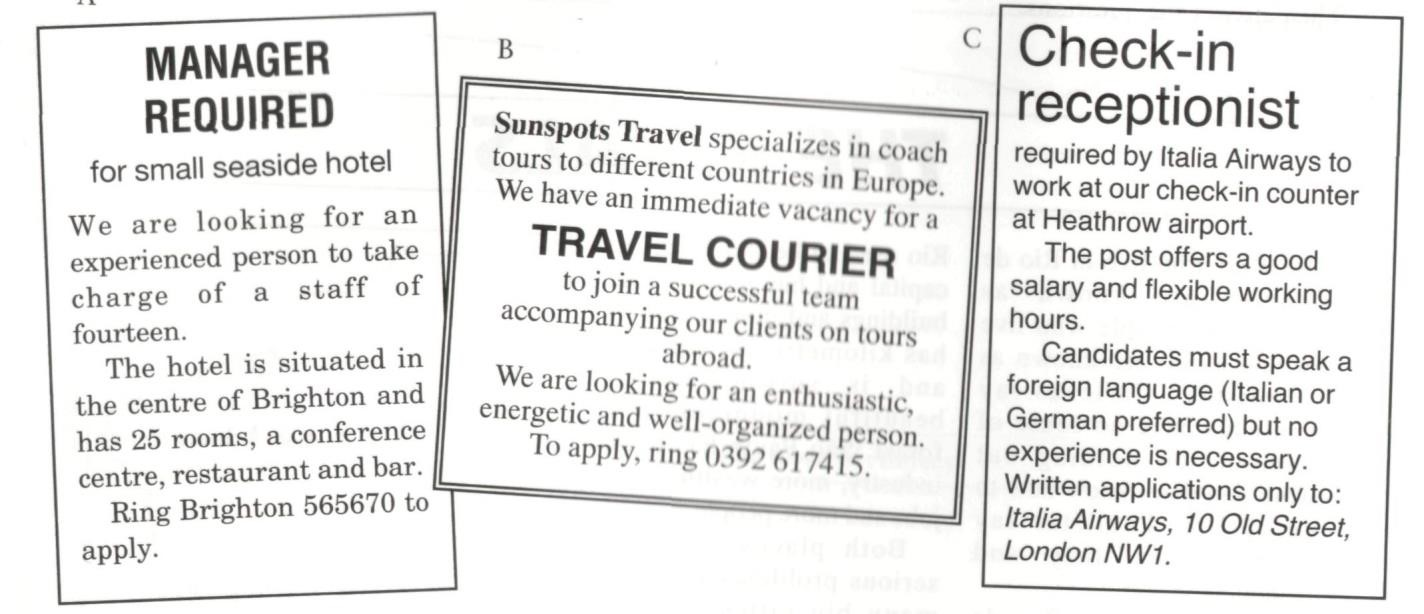 A
MANAGER
REQUIRED
for small seaside hotel
We are looking for an
experienced person to take
charge of a staff of
fourteen.
The hotel is situated in
the centre of Brighton and
has 25 rooms, a conference
centre, restaurant and bar.
Ring Brighton 565670 to
apply.
B
Sunspots Travel specializes in coach
tours to different countries in Europe.
We have an immediate vacancy for a
TRAVEL COURIER
to join a successful team
accompanying our clients on tours
abroad.
We are looking for an enthusiastic,
energetic and well-organized person.
To apply, ring 0392 617415.
C
Check-in
receptionist
required by Italia Airways to
work at our check-in counter
at Heathrow airport.
The post offers a good
salary and flexible working
hours.
Candidates must speak a
foreign language (Italian or
German preferred) but no
experience is necessary.
Written applications only to:
Italia Airways, 10 Old Street,
London NW1.